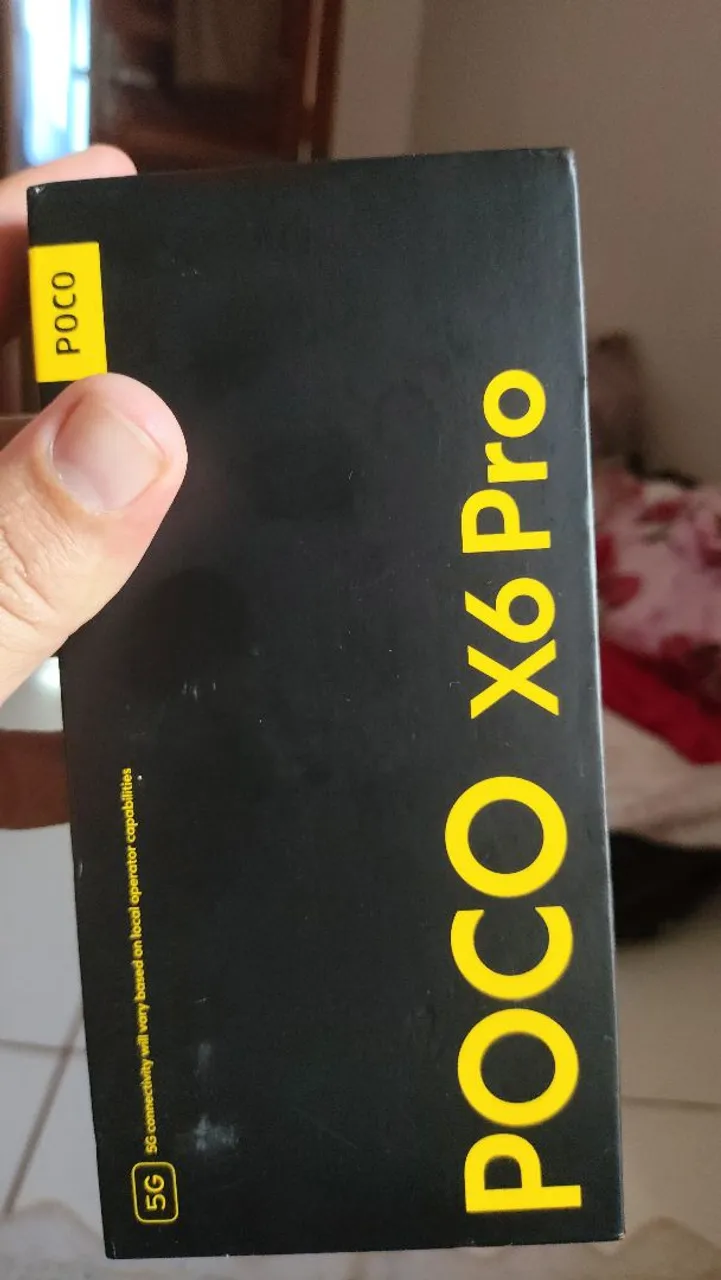 POCO
POCO X6 Pro
5G
5G connectivity will vary based on local operator capabilities